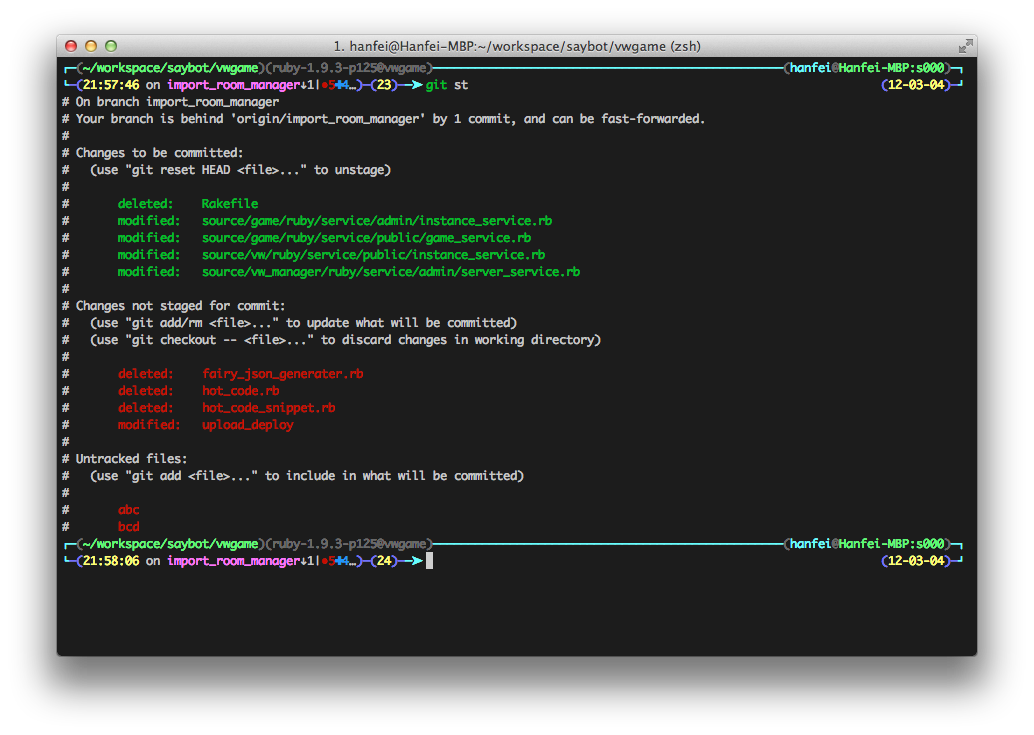 1. hanfei@Hanfei-MBP:~/workspace/saybot/vwgame (zsh)
(~/workspace/saybot/vwgame)(ruby-1.9.3-p125@vwgame) (hanfei@Hanfei-MBP:s000)
(21:57:46 on import_room_manager↓1|●5✚4…) (23) git st (12-03-04)
# On branch import_room_manager
# Your branch is behind 'origin/import_room_manager' by 1 commit, and can be fast-forwarded.
#
# Changes to be committed:
#   (use "git reset HEAD <file>..." to unstage)
#
#       deleted:    Rakefile
#       modified:   source/game/ruby/service/admin/instance_service.rb
#       modified:   source/game/ruby/service/public/game_service.rb
#       modified:   source/vw/ruby/service/public/instance_service.rb
#       modified:   source/vw_manager/ruby/service/admin/server_service.rb
#
# Changes not staged for commit:
#   (use "git add/rm <file>..." to update what will be committed)
#   (use "git checkout -- <file>..." to discard changes in working directory)
#
#       deleted:    fairy_json_generater.rb
#       deleted:    hot_code.rb
#       deleted:    hot_code_snippet.rb
#       modified:   upload_deploy
#
# Untracked files:
#   (use "git add <file>..." to include in what will be committed)
#
#       abc
#       bcd
(~/workspace/saybot/vwgame)(ruby-1.9.3-p125@vwgame) (hanfei@Hanfei-MBP:s000)
(21:58:06 on import_room_manager↓1|●5✚4…) (24) (12-03-04)